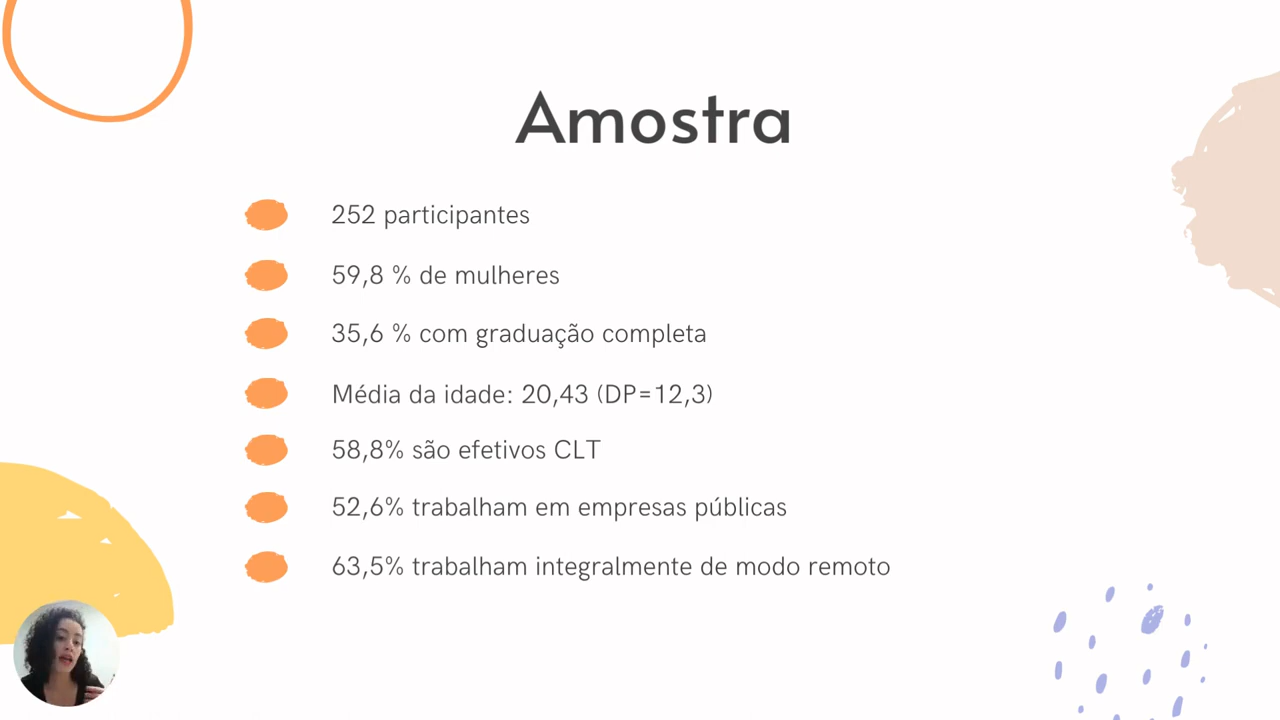 Amostra
252 participantes
59,8 % de mulheres
35,6 % com graduação completa
Média da idade: 20,43 (DP=12,3)
58,8% são efetivos CLT
52,6% trabalham em empresas públicas
63,5% trabalham integralmente de modo remoto